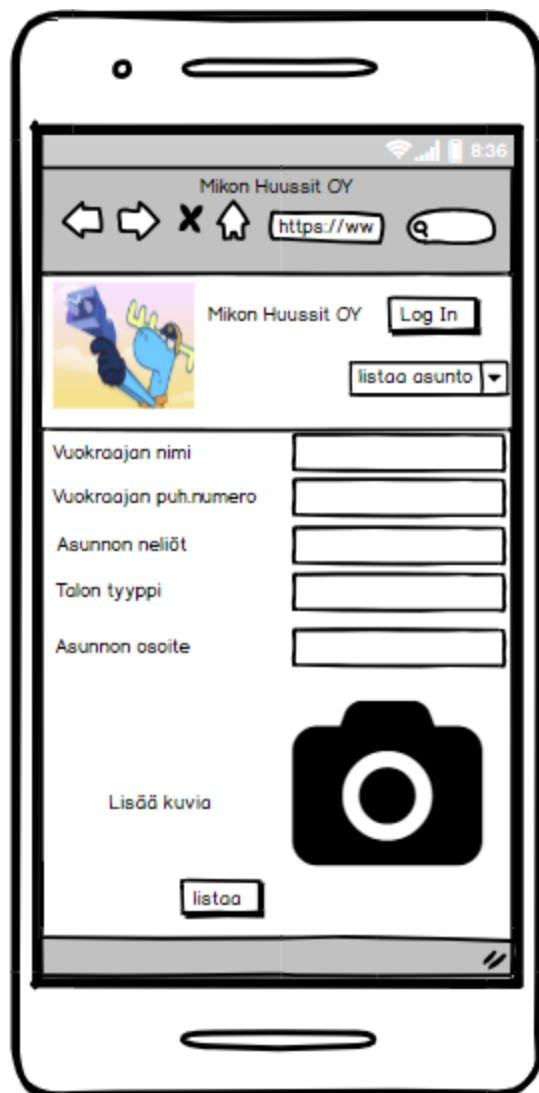 8:36
Mikon Huussit OY
https://ww
Mikon Huussit OY
Log In
listaa asunto
Vuokraajan nimi
Vuokraajan puh.numero
Asunnon neliöt
Talon tyyppi
Asunnon osoite
Lisää kuvia
listaa